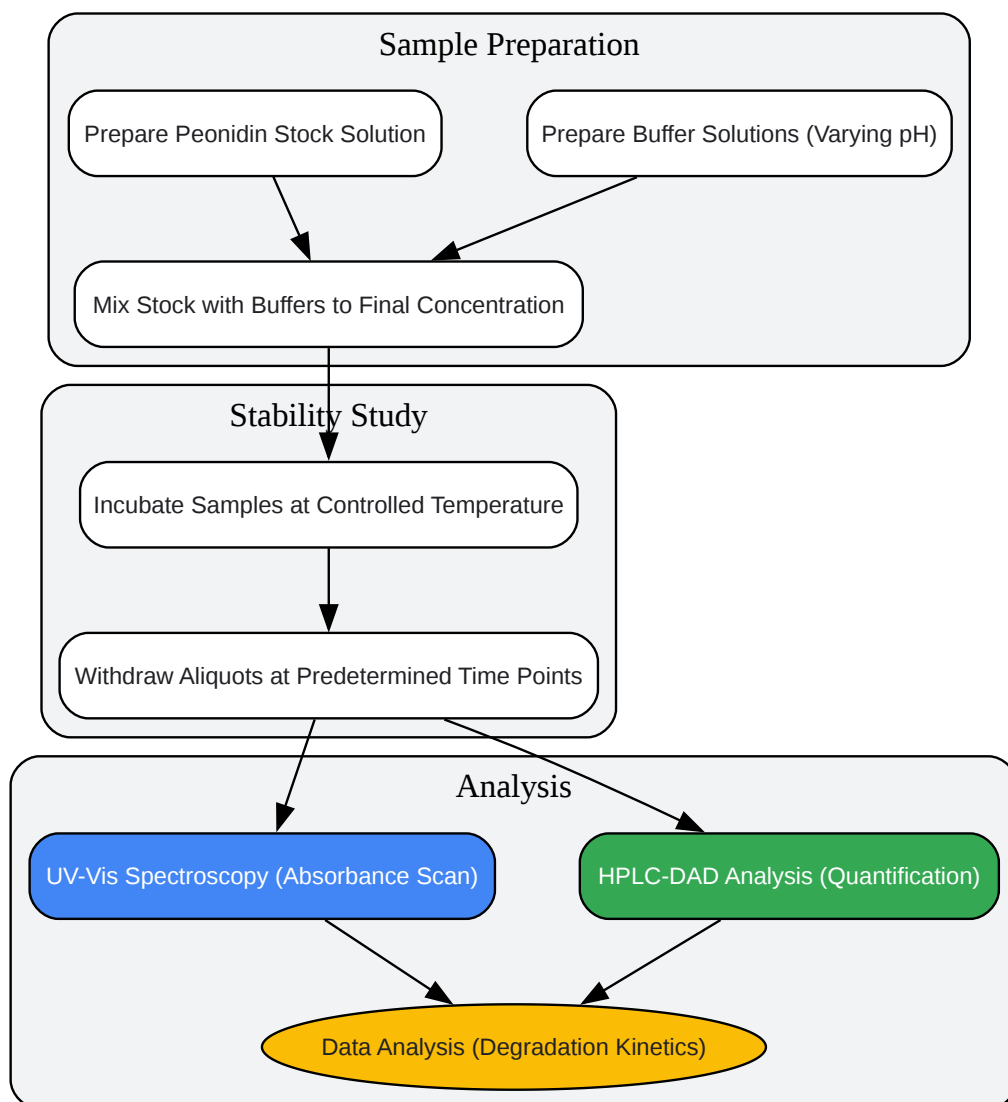 Sample Preparation
Prepare Peonidin Stock Solution
Prepare Buffer Solutions (Varying pH)
Mix Stock with Buffers to Final Concentration
Stability Study
Incubate Samples at Controlled Temperature
Withdraw Aliquots at Predetermined Time Points
Analysis
UV-Vis Spectroscopy (Absorbance Scan)
HPLC-DAD Analysis (Quantification)
Data Analysis (Degradation Kinetics)